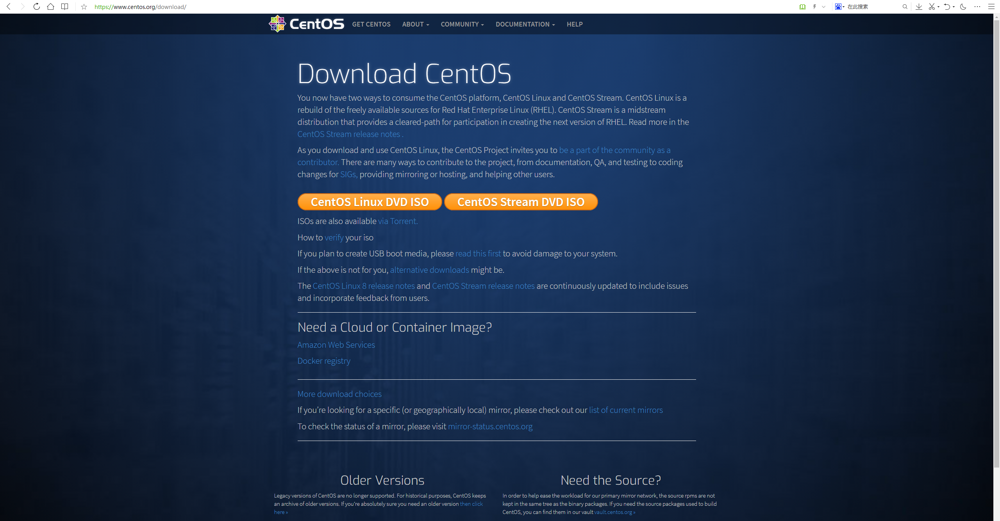 https://www.centos.org/download/
在此搜索
CentOS GET CENTOS ABOUT COMMUNITY DOCUMENTATION HELP
Download CentOS
You now have two ways to consume the CentOS platform, CentOS Linux and CentOS Stream. CentOS Linux is a
rebuild of the freely available sources for Red Hat Enterprise Linux (RHEL). CentOS Stream is a midstream
distribution that provides a cleared-path for participation in creating the next version of RHEL. Read more in the
CentOS Stream release notes .
As you download and use CentOS Linux, the CentOS Project invites you to be a part of the community as a
contributor. There are many ways to contribute to the project, from documentation, QA, and testing to coding
changes for SIGs, providing mirroring or hosting, and helping other users.
CentOS Linux DVD ISO CentOS Stream DVD ISO
ISOs are also available via Torrent.
How to verify your iso
If you plan to create USB boot media, please read this first to avoid damage to your system.
If the above is not for you, alternative downloads might be.
The CentOS Linux 8 release notes and CentOS Stream release notes are continuously updated to include issues
and incorporate feedback from users.
Need a Cloud or Container Image?
Amazon Web Services
Docker registry
More download choices
If you’re looking for a specific (or geographically local) mirror, please check out our list of current mirrors
To check the status of a mirror, please visit mirror-status.centos.org
Older Versions
Legacy versions of CentOS are no longer supported. For historical purposes, CentOS keeps
an archive of older versions. If you’re absolutely sure you need an older version then click
here »
Need the Source?
In order to help ease the workload for our primary mirror network, the source rpms are not
kept in the same tree as the binary packages. If you need the source packages used to build
CentOS, you can find them in our vault vault.centos.org »